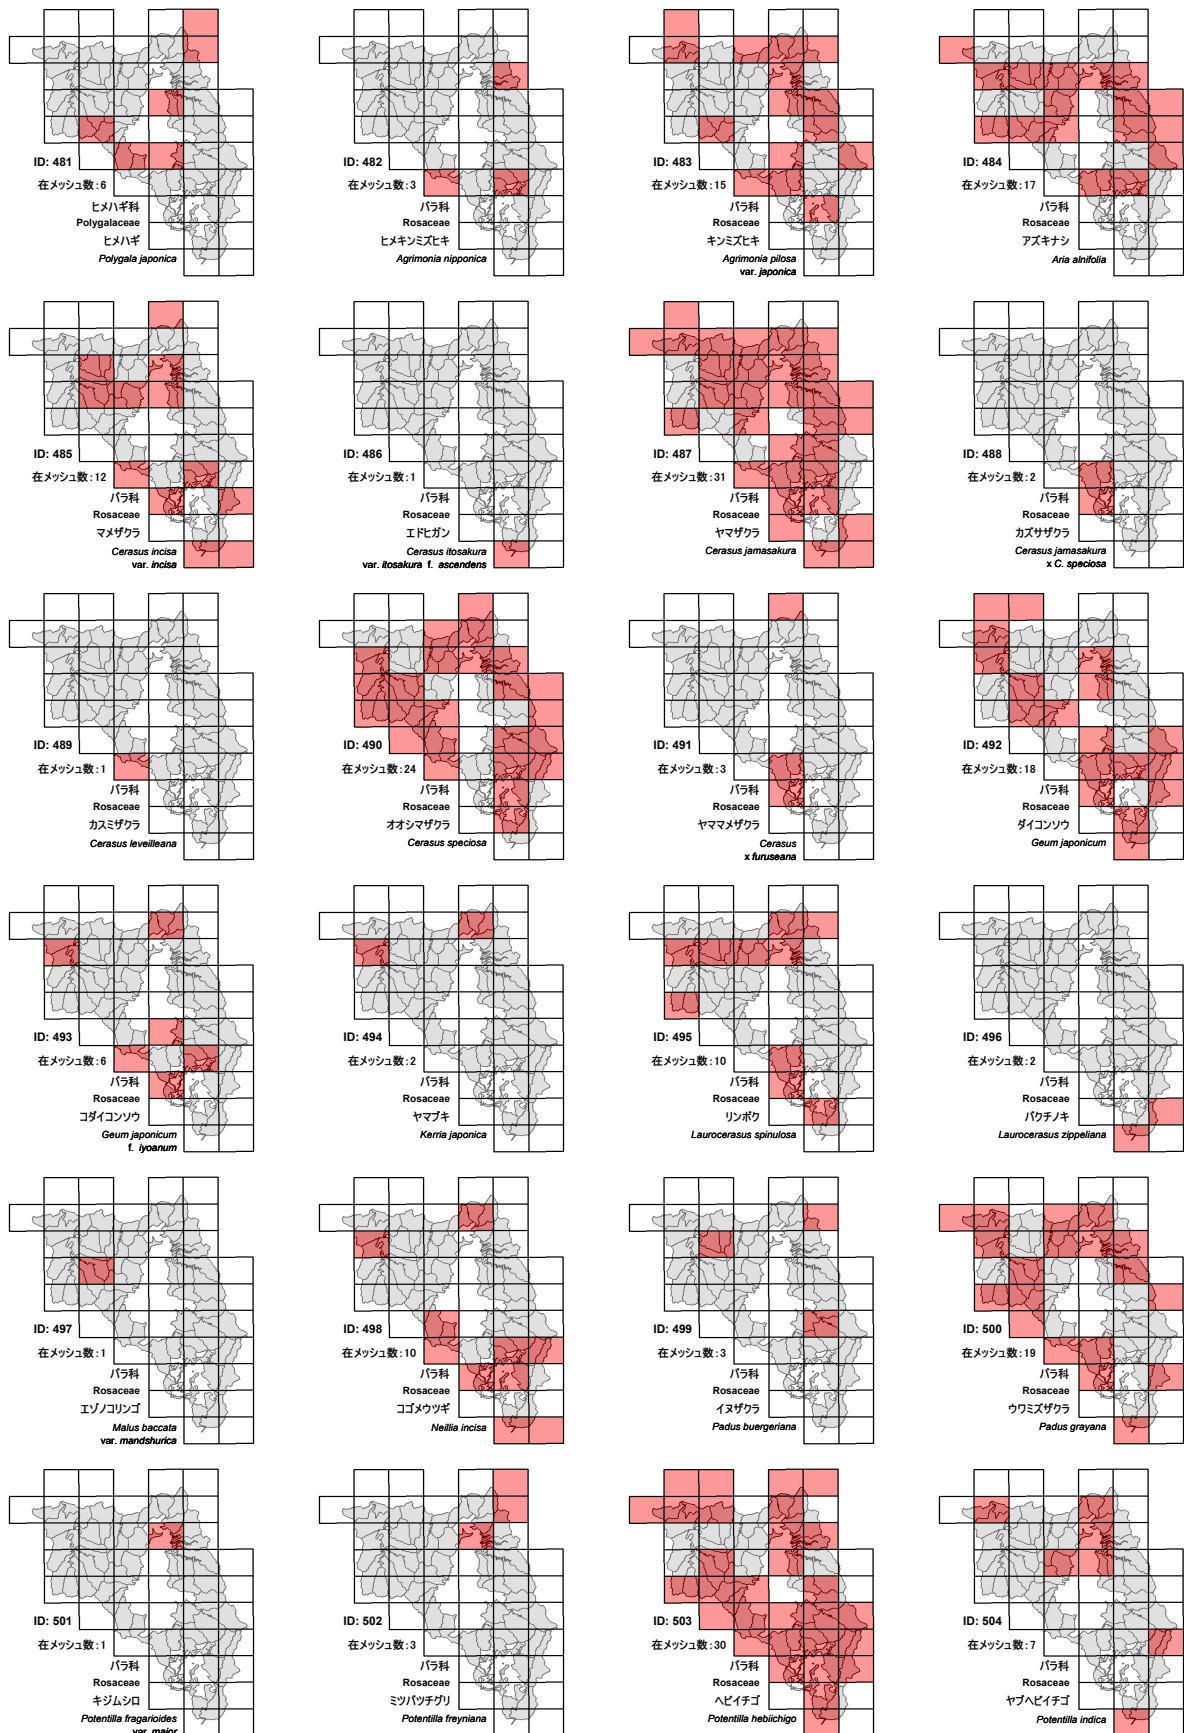 ID: 481
在メッシュ数:6
ヒメハギ科
Polygalaceae
ヒメハギ
Polygala japonica
ID: 482
在メッシュ数:3
バラ科
Rosaceae
ヒメキンミズヒキ
Agrimonia nipponica
ID: 483
在メッシュ数:15
バラ科
Rosaceae
キンミズヒキ
Agrimonia pilosa
var. japonica
ID: 484
在メッシュ数:17
バラ科
Rosaceae
アズキナシ
Aria alnifolia
ID: 485
在メッシュ数:12
バラ科
Rosaceae
マメザクラ
Cerasus incisa
var. incisa
ID: 486
在メッシュ数:1
バラ科
Rosaceae
エドヒガン
Cerasus itosakura
var. itosakura f. ascendens
ID: 487
在メッシュ数:31
バラ科
Rosaceae
ヤマザクラ
Cerasus jamasakura
ID: 488
在メッシュ数:2
バラ科
Rosaceae
カズサザクラ
Cerasus jamasakura
x C. speciosa
ID: 489
在メッシュ数:1
バラ科
Rosaceae
カスミザクラ
Cerasus leveilleana
ID: 490
在メッシュ数:24
バラ科
Rosaceae
オオシマザクラ
Cerasus speciosa
ID: 491
在メッシュ数:3
バラ科
Rosaceae
ヤママメザクラ
Cerasus
x furuseana
ID: 492
在メッシュ数:18
バラ科
Rosaceae
ダイコンソウ
Geum japonicum
ID: 493
在メッシュ数:6
バラ科
Rosaceae
コダイコンソウ
Geum japonicum
f. iyoanum
ID: 494
在メッシュ数:2
バラ科
Rosaceae
ヤマブキ
Kerria japonica
ID: 495
在メッシュ数:10
バラ科
Rosaceae
リンボク
Laurocerasus spinulosa
ID: 496
在メッシュ数:2
バラ科
Rosaceae
バクチノキ
Laurocerasus zippeliana
ID: 497
在メッシュ数:1
バラ科
Rosaceae
エゾノコリンゴ
Malus baccata
var. mandshurica
ID: 498
在メッシュ数:10
バラ科
Rosaceae
コゴメウツギ
Neillia incisa
ID: 499
在メッシュ数:3
バラ科
Rosaceae
イヌザクラ
Padus buergeriana
ID: 500
在メッシュ数:19
バラ科
Rosaceae
ウワミズザクラ
Padus grayana
ID: 501
在メッシュ数:1
バラ科
Rosaceae
キジムシロ
Potentilla fragarioides
var. major
ID: 502
在メッシュ数:3
バラ科
Rosaceae
ミツバツチグリ
Potentilla freyniana
ID: 503
在メッシュ数:30
バラ科
Rosaceae
ヘビイチゴ
Potentilla hebiichigo
ID: 504
在メッシュ数:7
バラ科
Rosaceae
ヤブヘビイチゴ
Potentilla indica